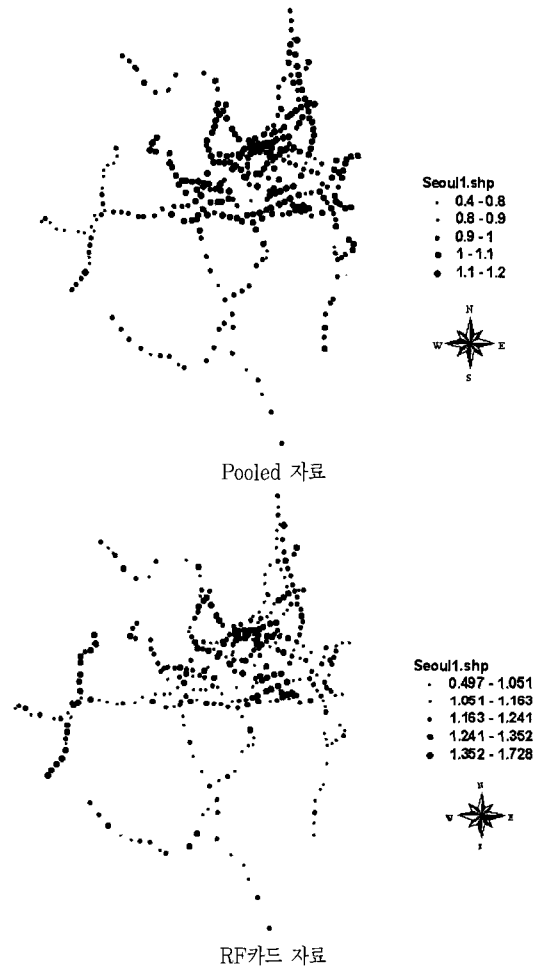 Seoul1.shp
0.4 - 0.8
0.8 - 0.9
0.9 - 1
1 - 1.1
1.1 - 1.2
N
W E
S
Pooled 자료
Seoul1.shp
0.497 - 1.051
1.051 - 1.163
1.163 - 1.241
1.241 - 1.352
1.352 - 1.728
N
W E
S
RF카드 자료